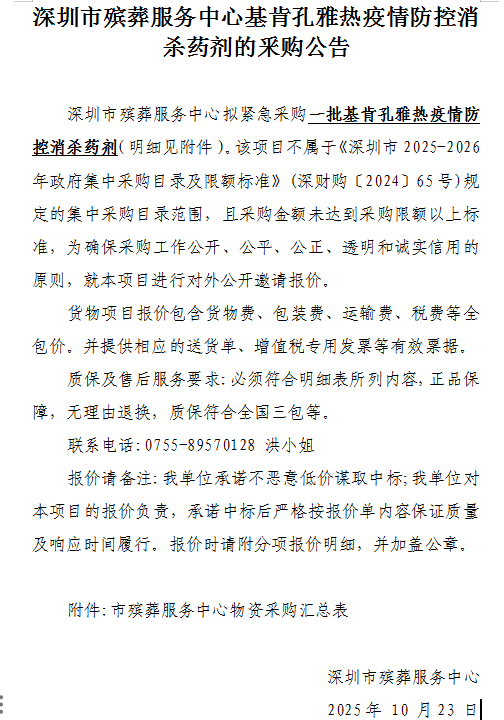 深圳市殡葬服务中心基肯孔雅热疫情防控消
杀药剂的采购公告
深圳市殡葬服务中心拟紧急采购一批基肯孔雅热疫情防
控消杀药剂(明细见附件)。该项目不属于《深圳市2025-2026
年政府集中采购目录及限额标准》(深财购〔2024〕65号)规
定的集中采购目录范围，且采购金额未达到采购限额以上标
准，为确保采购工作公开、公平、公正、透明和诚实信用的
原则，就本项目进行对外公开邀请报价。
货物项目报价包含货物费、包装费、运输费、税费等全
包价。并提供相应的送货单、增值税专用发票等有效票据。
质保及售后服务要求:必须符合明细表所列内容,正品保
障，无理由退换，质保符合全国三包等。
联系电话:0755-89570128 洪小姐
报价请备注:我单位承诺不恶意低价谋取中标;我单位对
本项目的报价负责，承诺中标后严格按报价单内容保证质量
及响应时间履行。报价时请附分项报价明细，并加盖公章。
附件:市殡葬服务中心物资采购汇总表
深圳市殡葬服务中心
2025年 10月23日